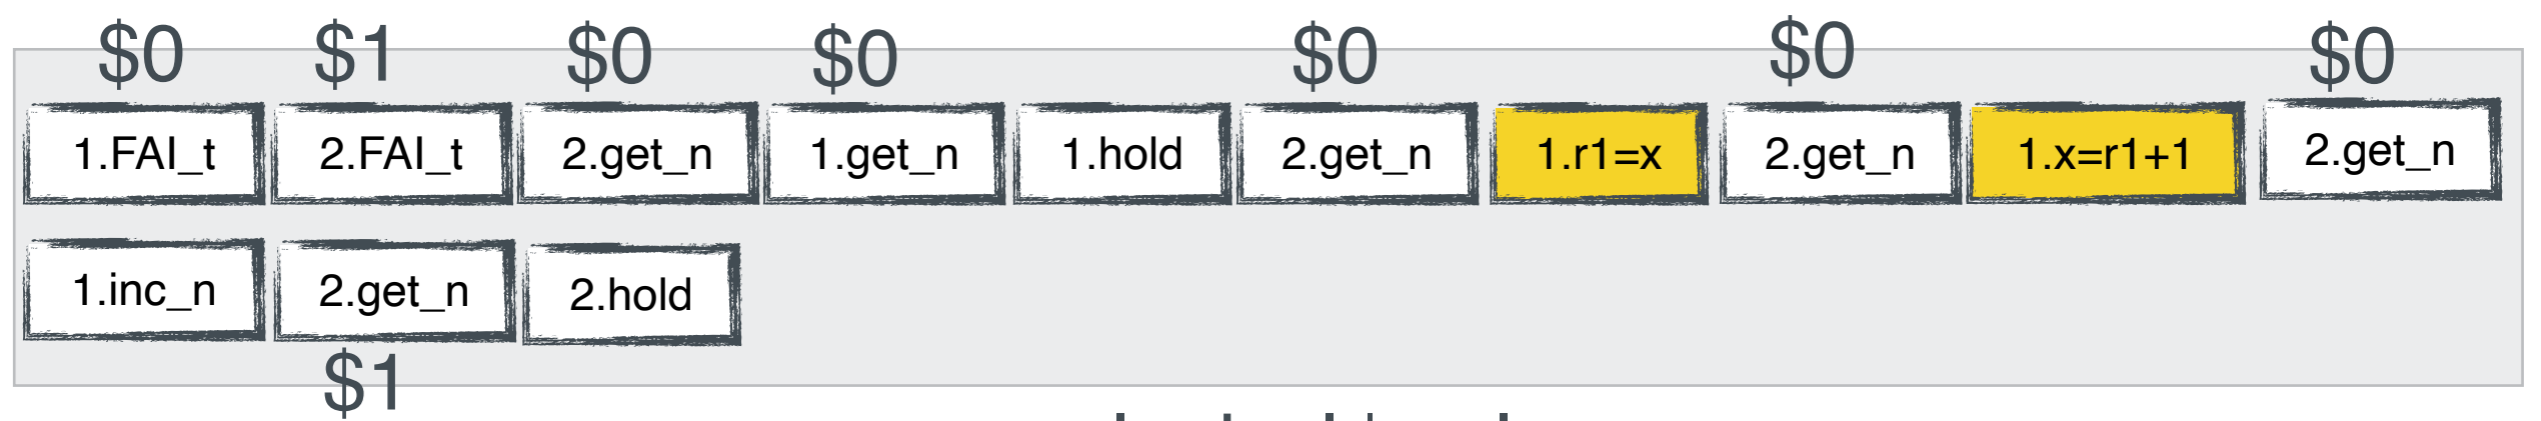 $0 $1 $0 $0 $0 $0 $0
1.FAI_t 2.FAI_t 2.get_n 1.get_n 1.hold 2.get_n 1.r1=x 2.get_n 1.x=r1+1 2.get_n
1.inc_n 2.get_n 2.hold
$1